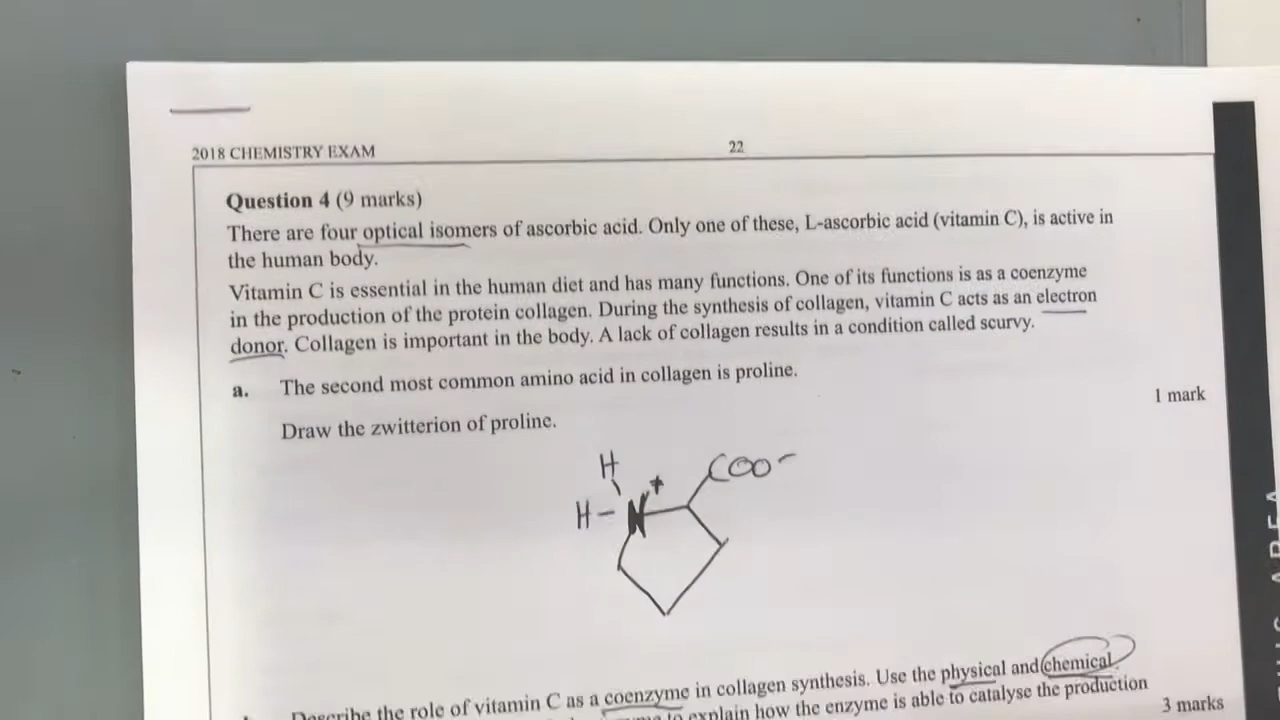 2018 CHEMISTRY EXAM 22
Question 4 (9 marks)
There are four optical isomers of ascorbic acid. Only one of these, L-ascorbic acid (vitamin C), is active in
the human body.
Vitamin C is essential in the human diet and has many functions. One of its functions is as a coenzyme
in the production of the protein collagen. During the synthesis of collagen, vitamin C acts as an electron
donor. Collagen is important in the body. A lack of collagen results in a condition called scurvy.
a. The second most common amino acid in collagen is proline.
1 mark
Draw the zwitterion of proline.
H
COO⁻
H – N +
Describe the role of vitamin C as a coenzyme in collagen synthesis. Use the physical and chemical
to explain how the enzyme is able to catalyse the production
3 marks